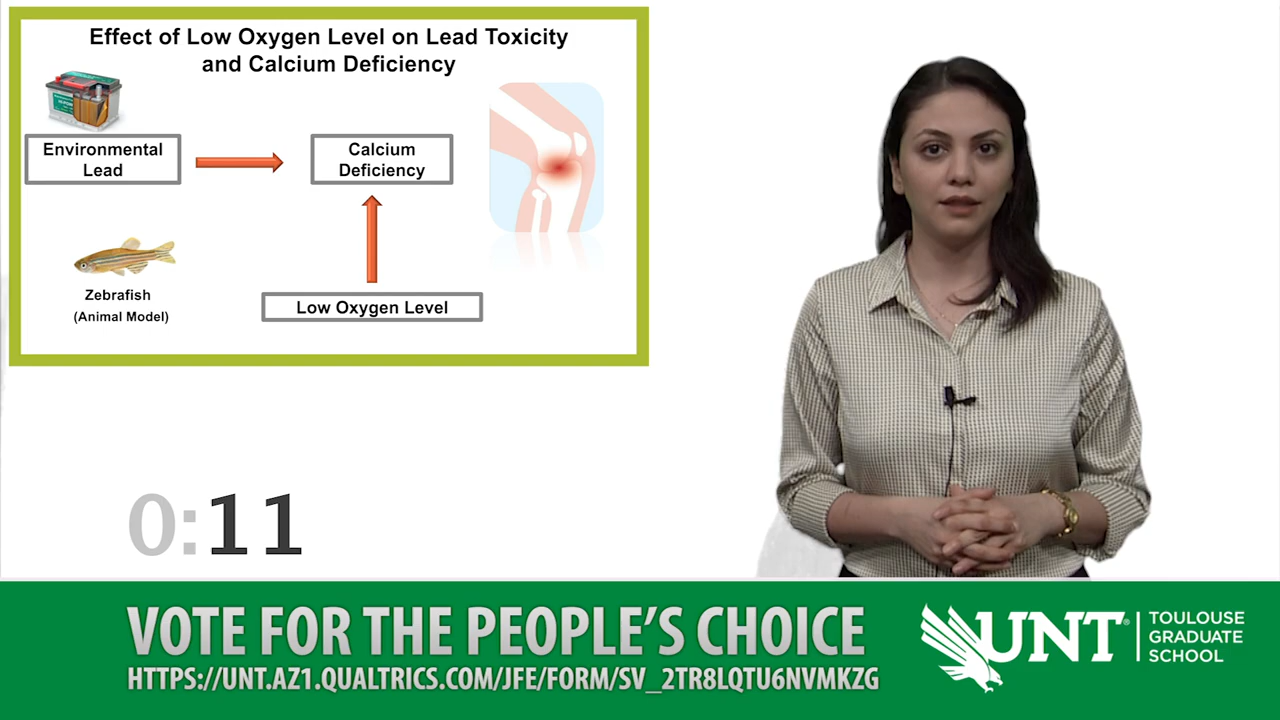 Effect of Low Oxygen Level on Lead Toxicity
and Calcium Deficiency
Environmental
Lead
Calcium
Deficiency
Zebrafish
(Animal Model)
Low Oxygen Level
0:11
VOTE FOR THE PEOPLE'S CHOICE
HTTPS://UNT.AZ1.QUALTRICS.COM/JFE/FORM/SV_2TR8LQTU6NVMKZG
UNT®
TOULOUSE
GRADUATE
SCHOOL